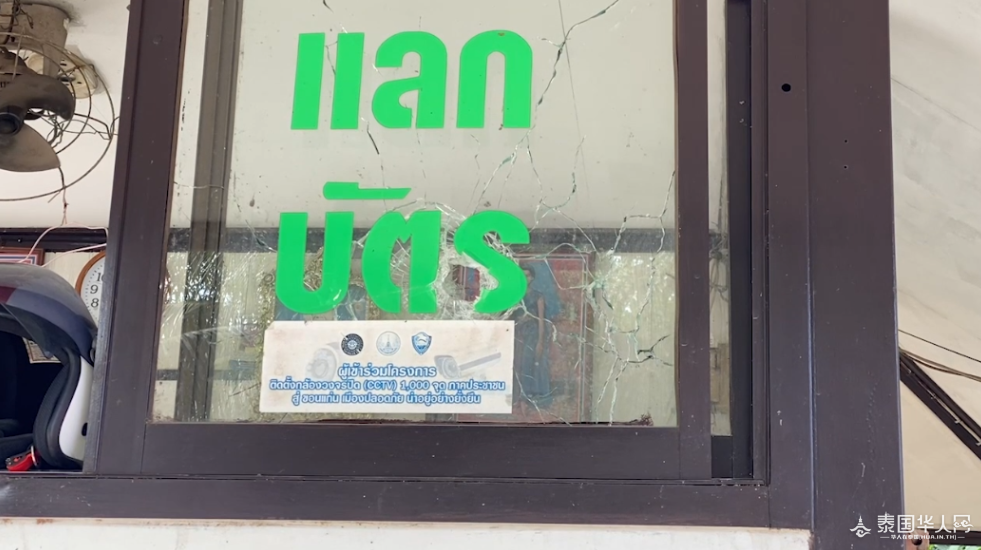 แลก
บัตร
ผู้เข้าร่วมโครงการ
ติดตั้งกล้องวงจรปิด (CCTV) 1,000 จุด ภาคประชาชน
สู่ ขอนแก่น เมืองปลอดภัย น่าอยู่อย่างยั่งยืน
泰国华人网